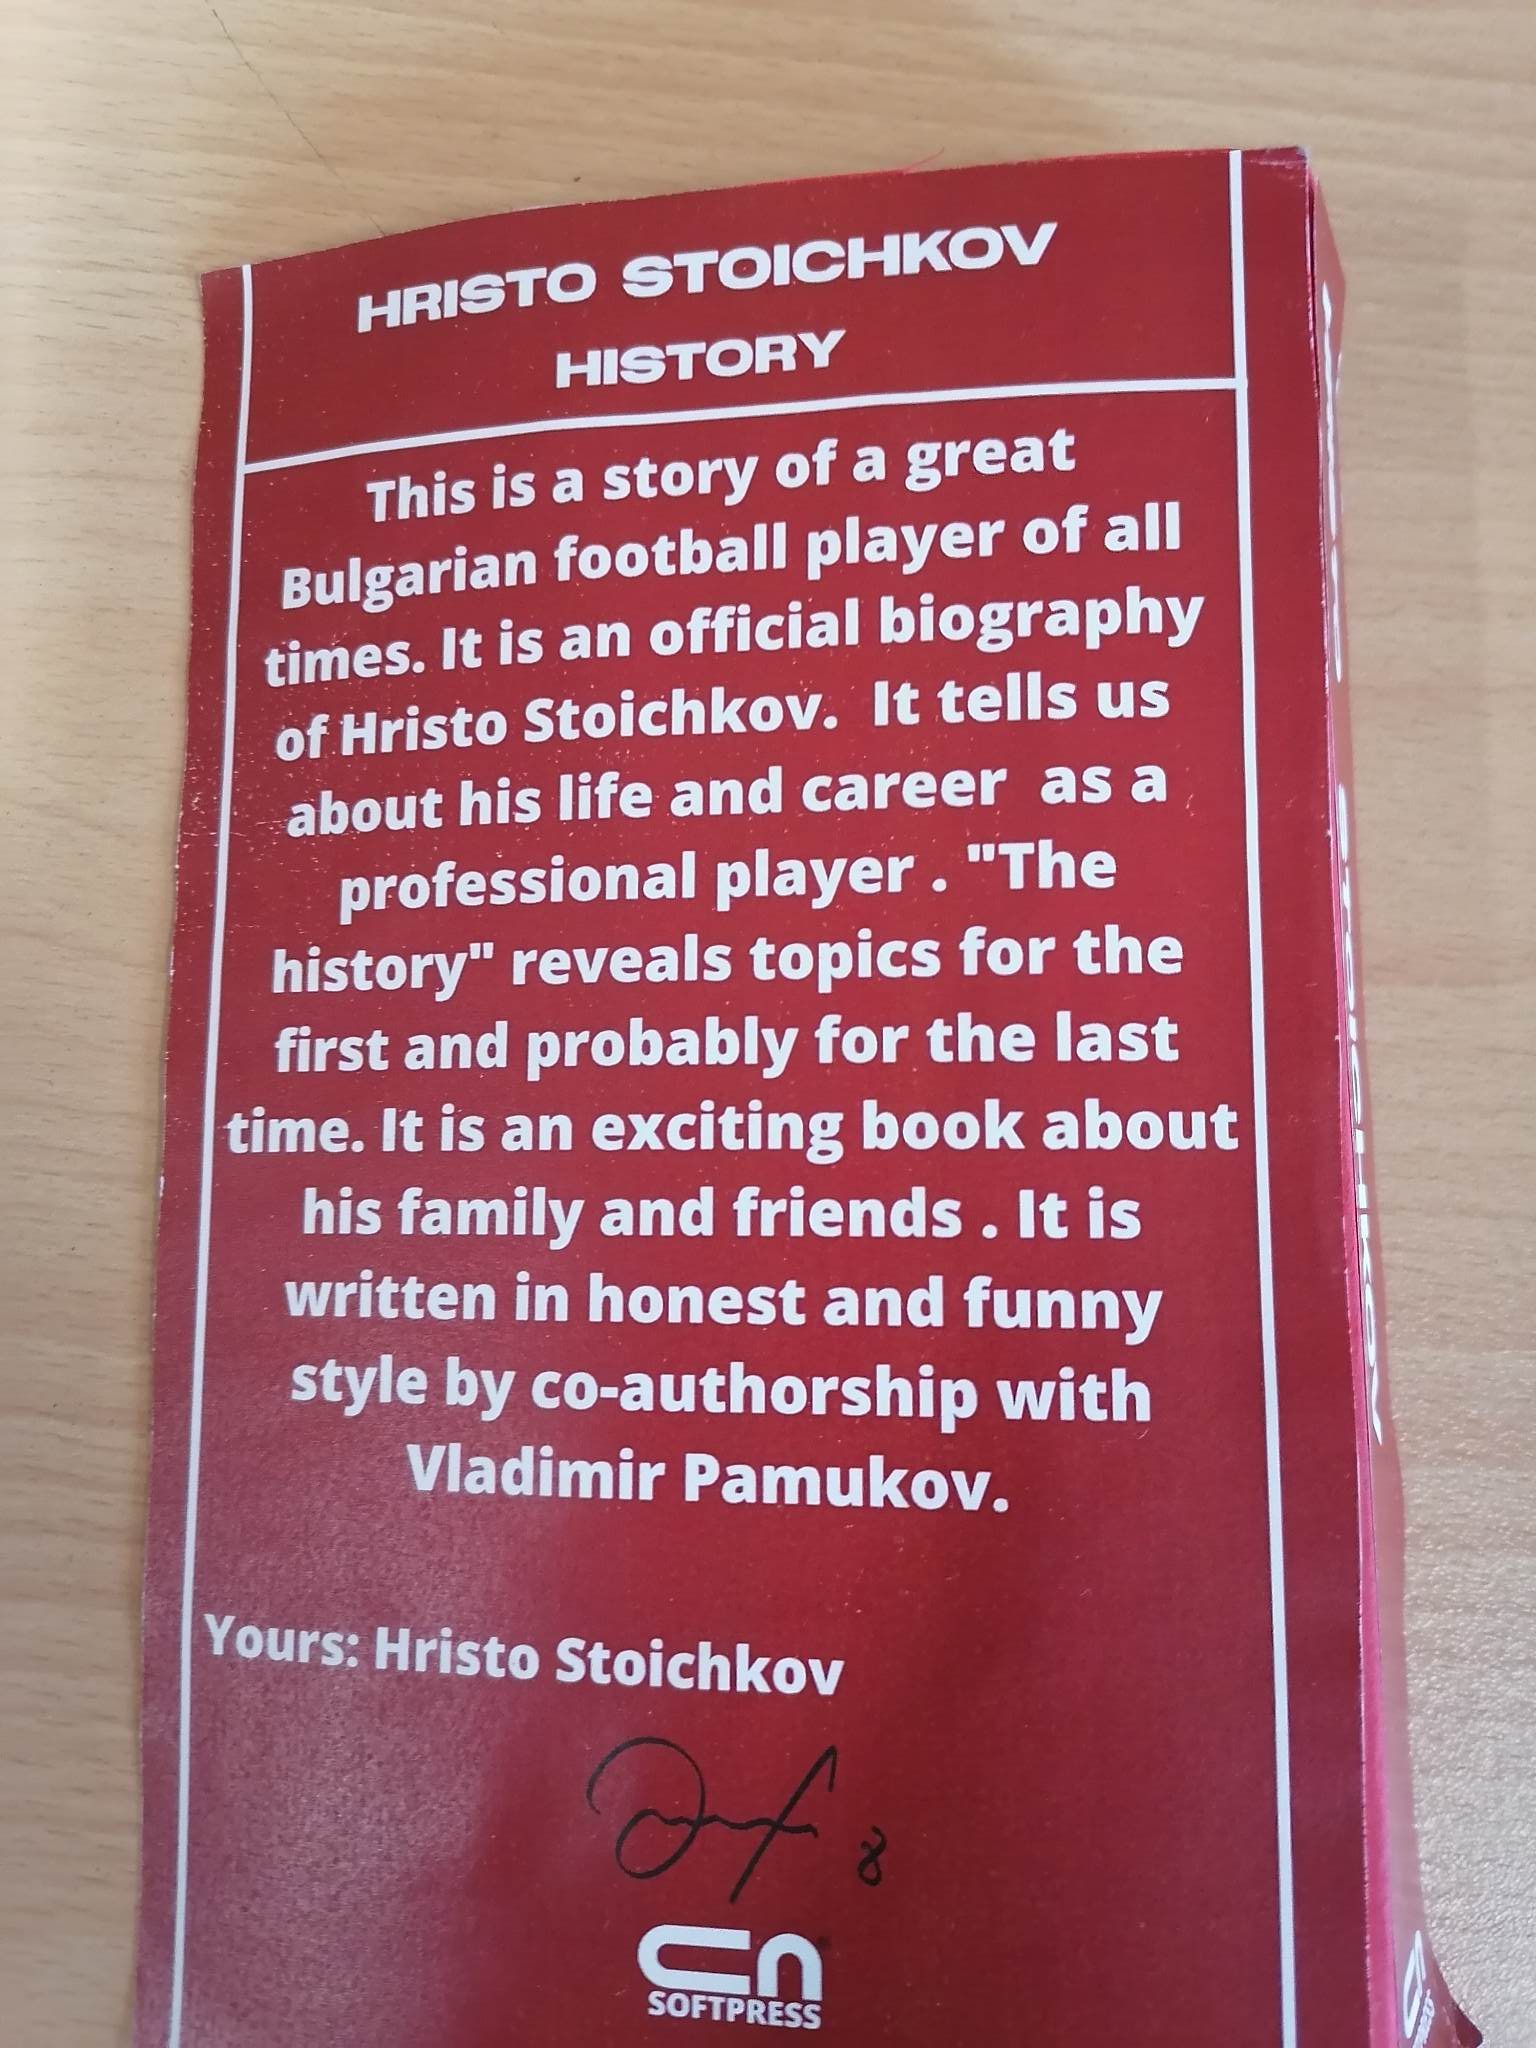 HRISTO STOICHKOV
HISTORY
This is a story of a great
Bulgarian football player of all
times. It is an official biography
of Hristo Stoichkov.  It tells us
about his life and career  as a
professional player . "The
history" reveals topics for the
first and probably for the last
time. It is an exciting book about
his family and friends . It is
written in honest and funny
style by co-authorship with
Vladimir Pamukov.
Yours: Hristo Stoichkov
8
SOFTPRESS